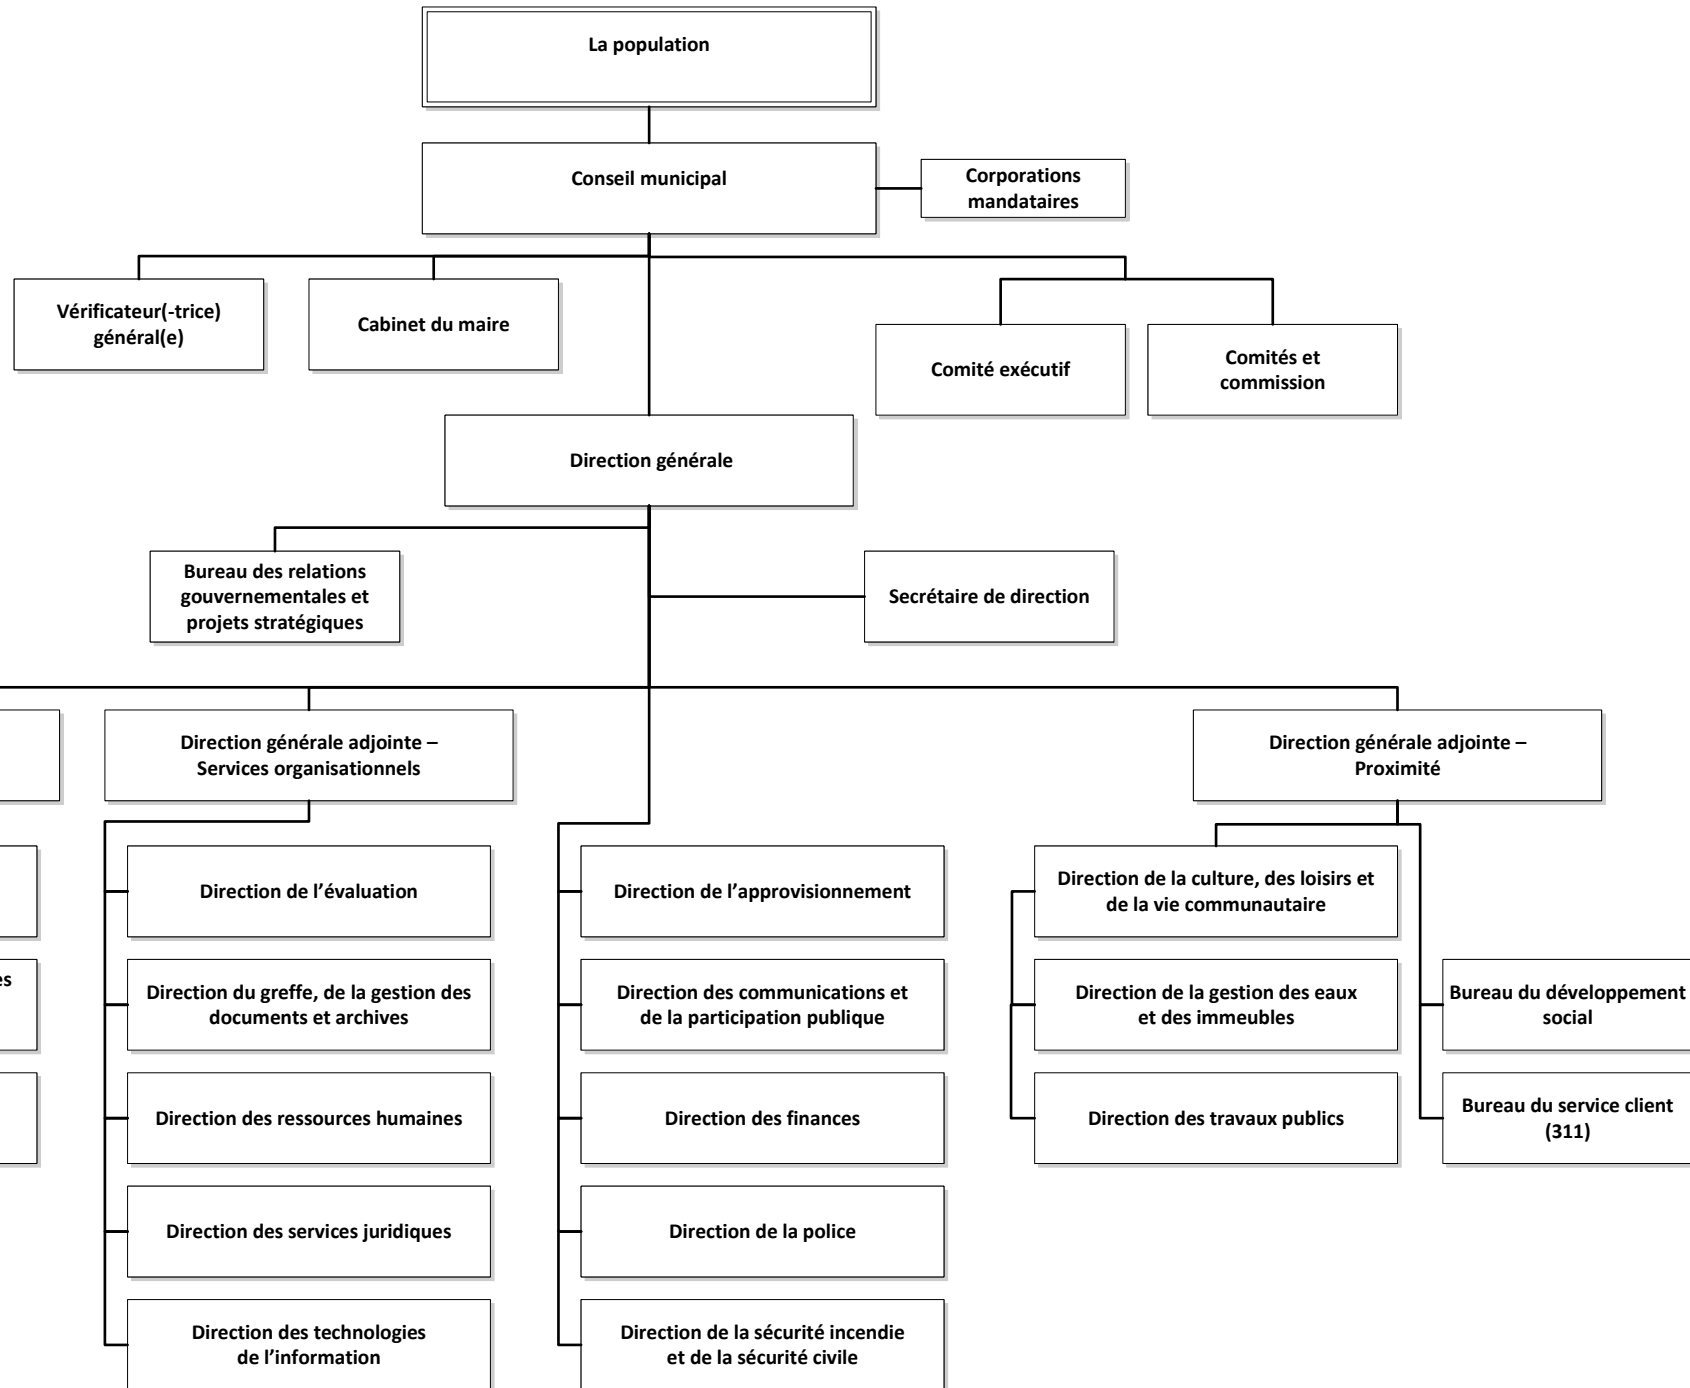 La population
Conseil municipal
Corporations
mandataires
Vérificateur(-trice)
général(e)
Cabinet du maire
Comité exécutif
Comités et
commission
Direction générale
Bureau des relations
gouvernementales et
projets stratégiques
Secrétaire de direction
Direction générale adjointe –
Services organisationnels
Direction générale adjointe –
Proximité
Direction de l’évaluation
Direction de l’approvisionnement
Direction de la culture, des loisirs et
de la vie communautaire
es
Direction du greffe, de la gestion des
documents et archives
Direction des communications et
de la participation publique
Direction de la gestion des eaux
et des immeubles
Bureau du développement
social
Direction des ressources humaines
Direction des finances
Direction des travaux publics
Bureau du service client
(311)
Direction des services juridiques
Direction de la police
Direction des technologies
de l’information
Direction de la sécurité incendie
et de la sécurité civile